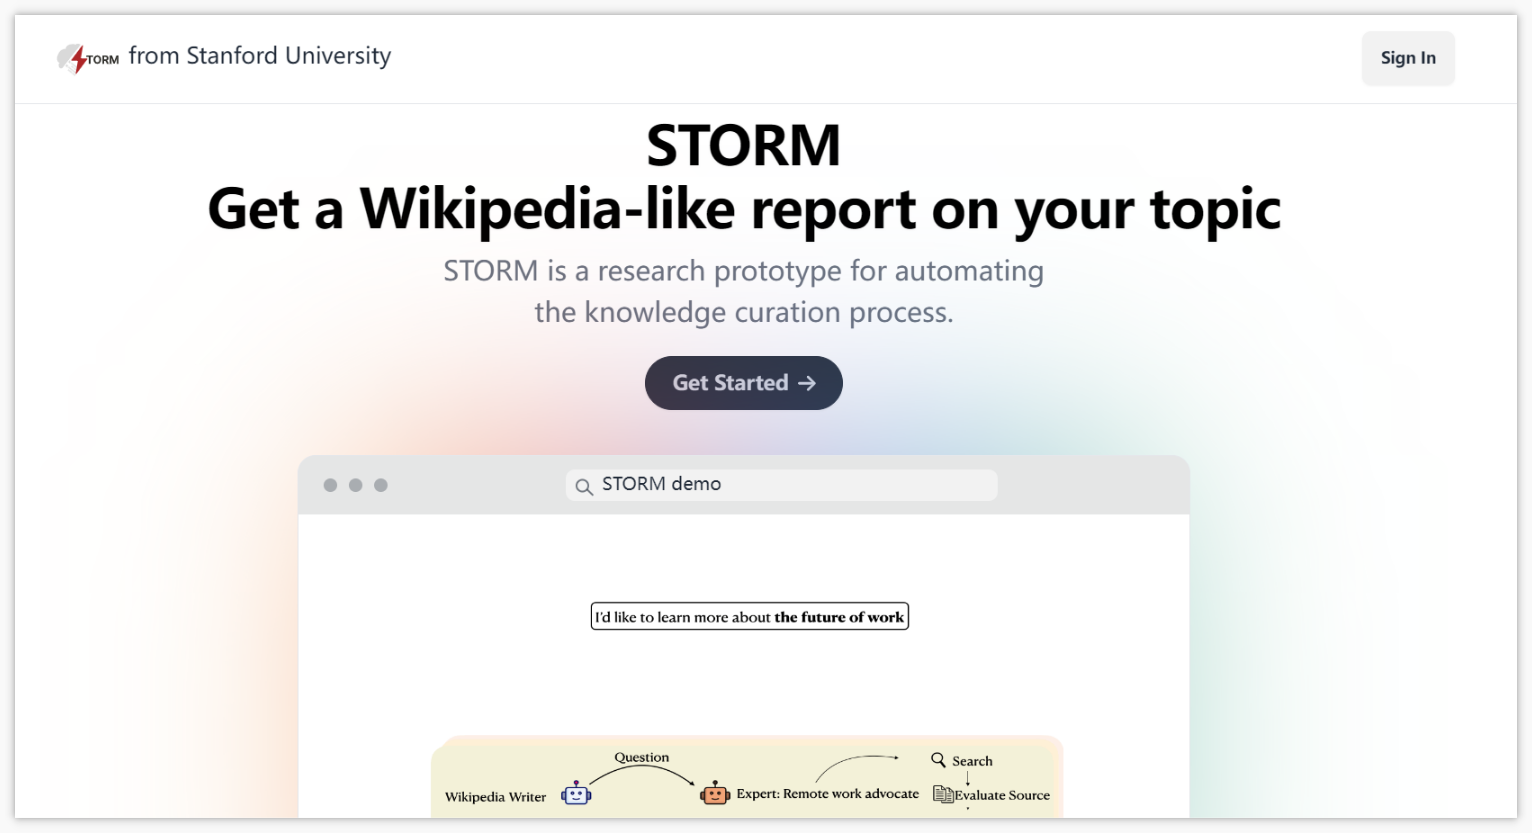 TORM from Stanford University
Sign In
STORM
Get a Wikipedia-like report on your topic
STORM is a research prototype for automating
the knowledge curation process.
Get Started →
STORM demo
I'd like to learn more about the future of work
Question
Search
Wikipedia Writer
Expert: Remote work advocate
Evaluate Source